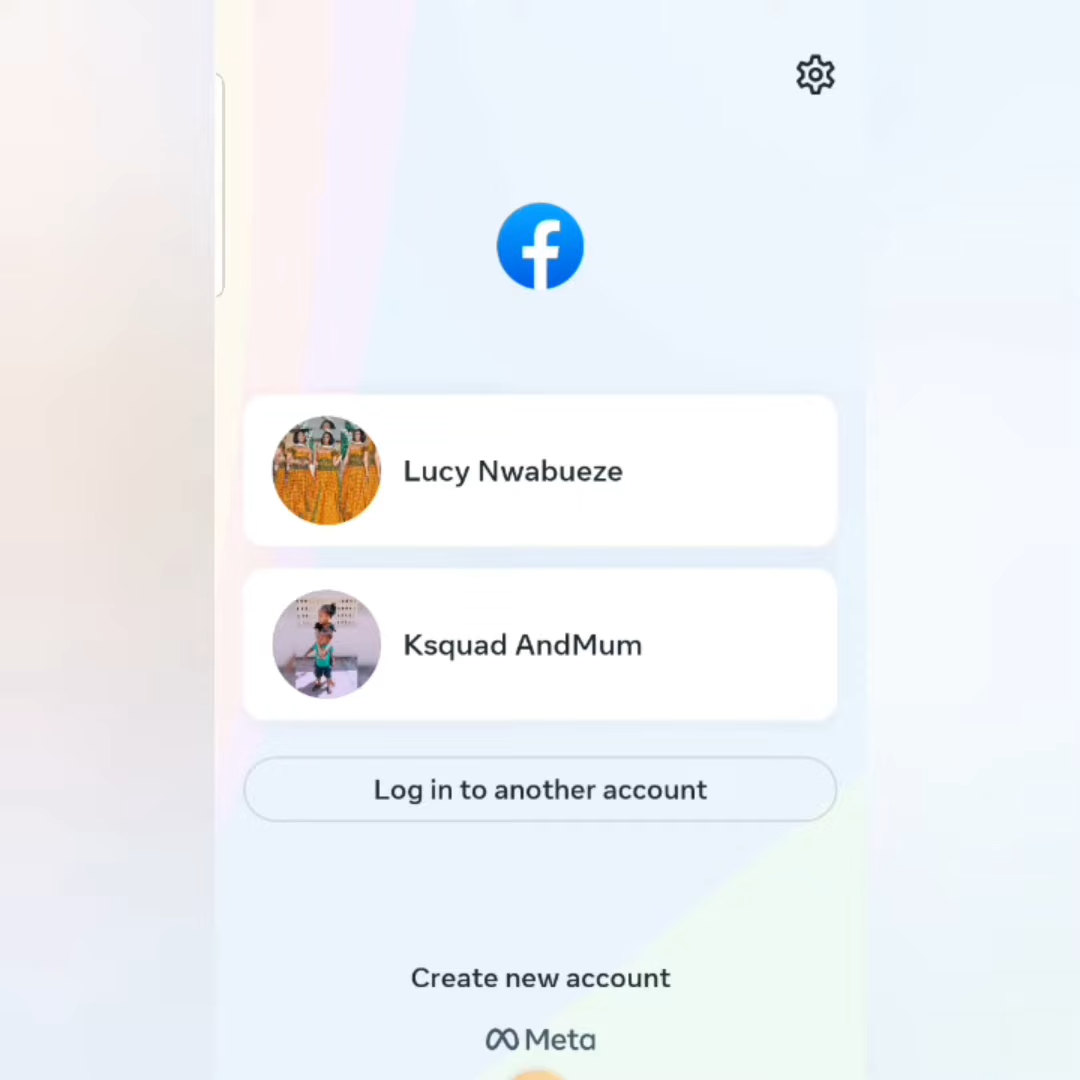 Lucy Nwabueze
Ksquad AndMum
Log in to another account
Create new account
Meta